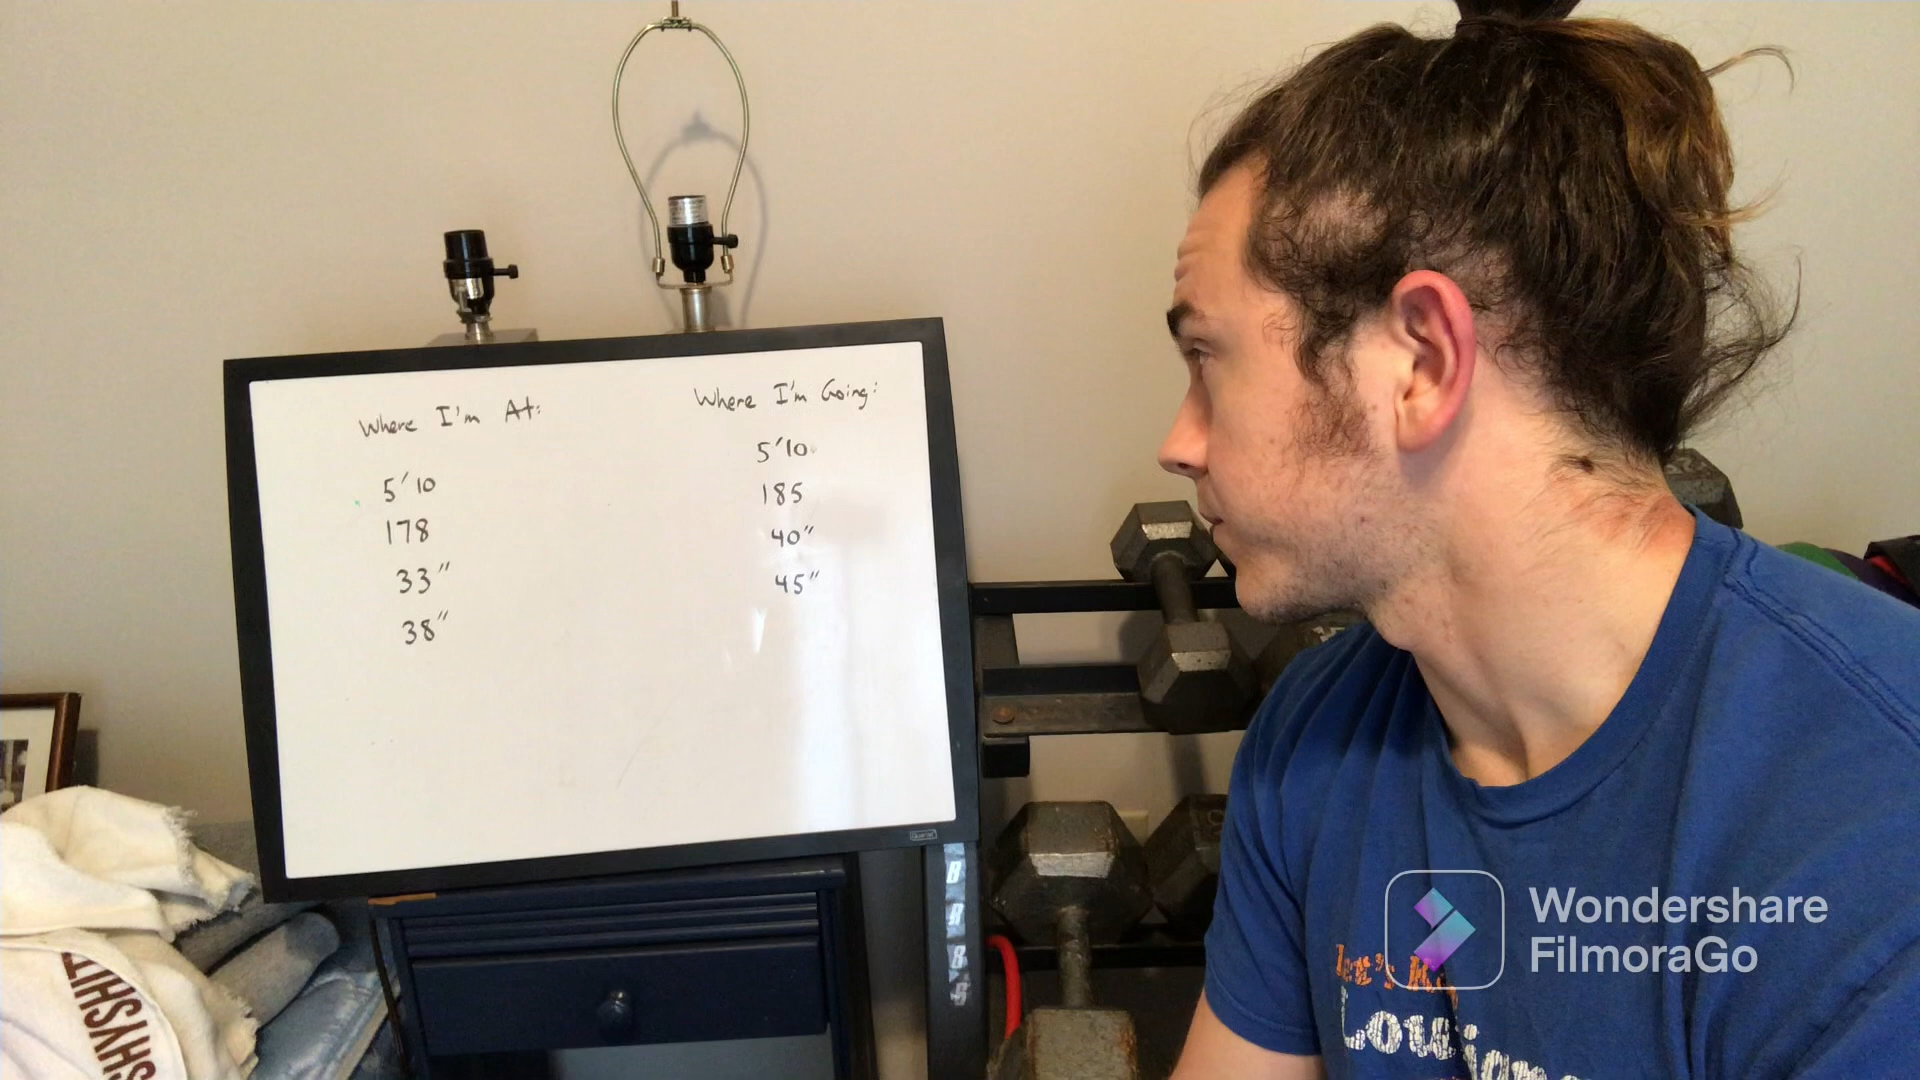 Where I'm At:
5'10
178
33"
38"
Where I'm Going:
5'10
185
40"
45"
Wondershare
FilmoraGo